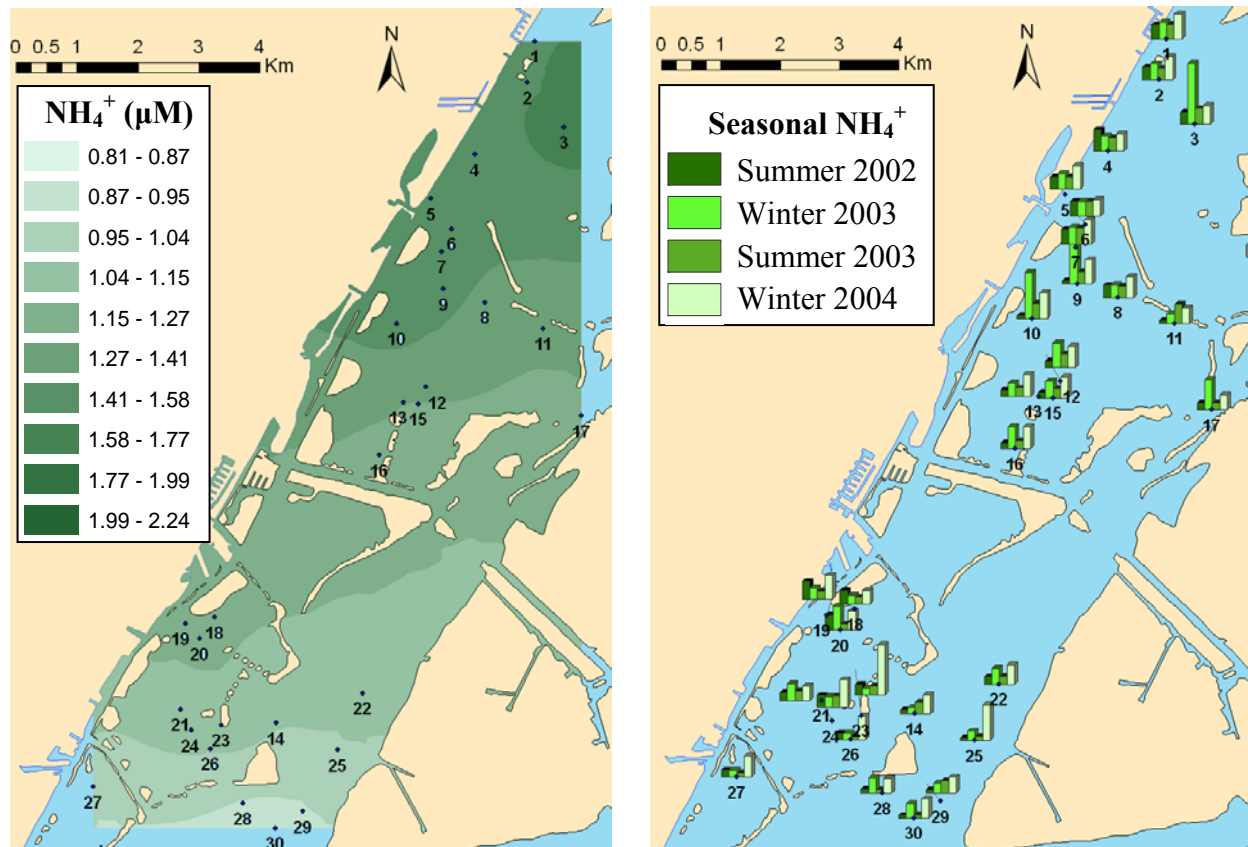 0 0.5 1 2 3 4
Km
N
NH₄⁺ (µM)
0.81 - 0.87
0.87 - 0.95
0.95 - 1.04
1.04 - 1.15
1.15 - 1.27
1.27 - 1.41
1.41 - 1.58
1.58 - 1.77
1.77 - 1.99
1.99 - 2.24
1
2
3
4
5
6
7
9
8
10
11
12
13 15
17
16
19 18
20
22
21
23 14
24
26
25
27
28
29
30
0 0.5 1 2 3 4
Km
N
Seasonal NH₄⁺
Summer 2002
Winter 2003
Summer 2003
Winter 2004
1
2
3
4
5
6
7
9
8
10
11
12
13 15
17
16
19 18
20
22
21
23
14
24
26
25
27
28
29
30